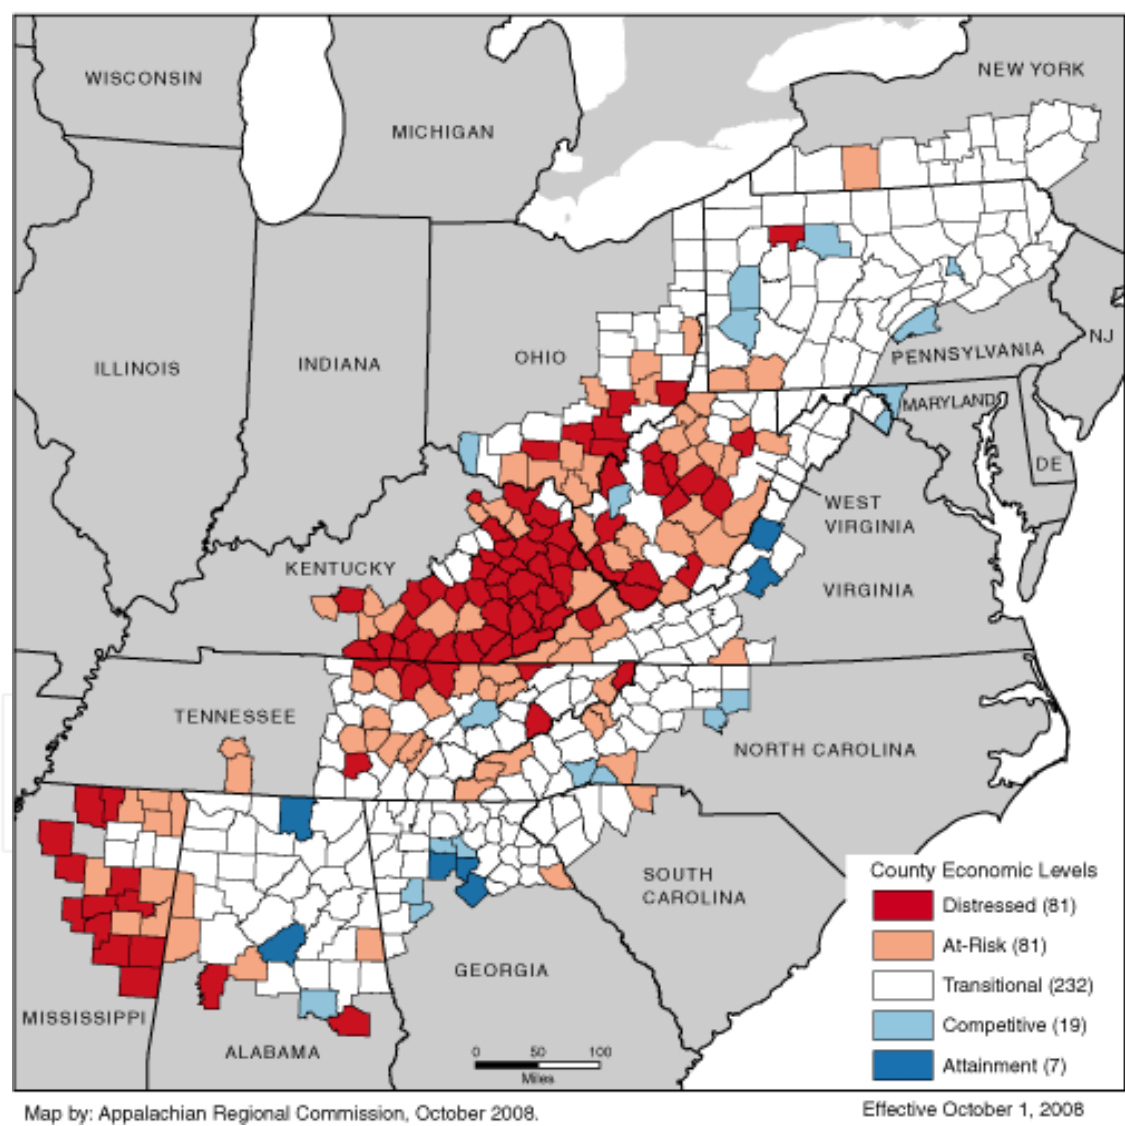 WISCONSIN
NEW YORK
MICHIGAN
ILLINOIS
INDIANA
OHIO
PENNSYLVANIA
NJ
MARYLAND
DE
WEST
VIRGINIA
KENTUCKY
VIRGINIA
TENNESSEE
NORTH CAROLINA
SOUTH
CAROLINA
GEORGIA
MISSISSIPPI
ALABAMA
County Economic Levels
Distressed (81)
At-Risk (81)
Transitional (232)
Competitive (19)
Attainment (7)
0 50 100
Miles
Map by: Appalachian Regional Commission, October 2008.
Effective October 1, 2008